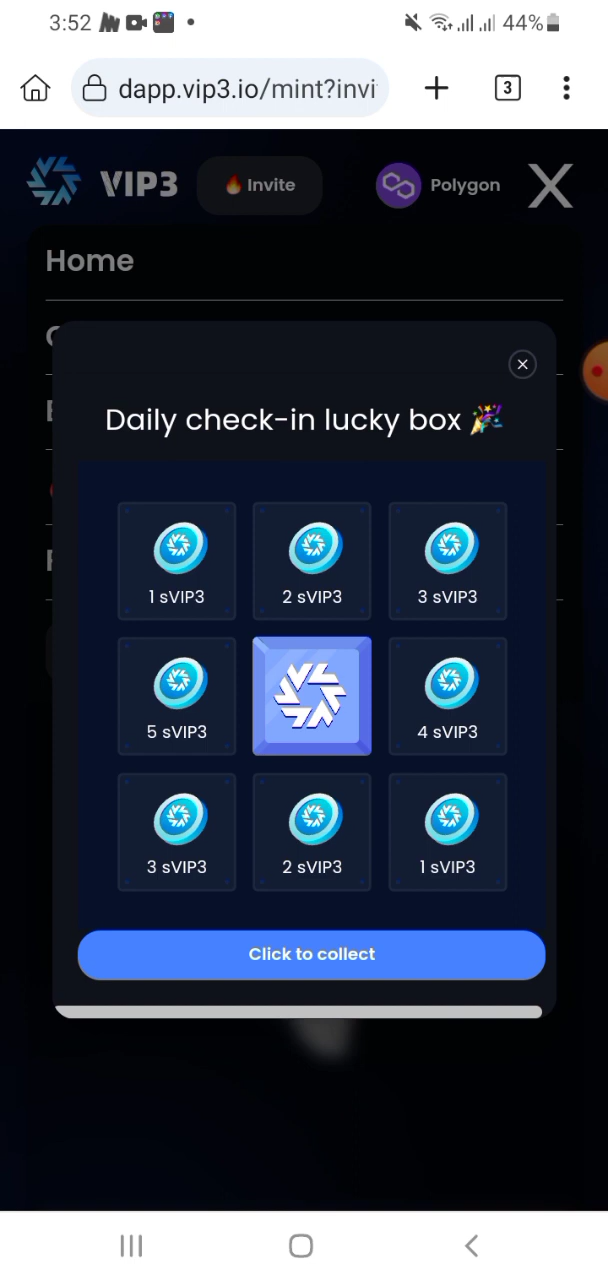 3:52
44%
dapp.vip3.io/mint?invi
3
VIP3
🔥 Invite
Polygon
Home
Daily check-in lucky box 🎉
1 sVIP3
2 sVIP3
3 sVIP3
5 sVIP3
4 sVIP3
3 sVIP3
2 sVIP3
1 sVIP3
Click to collect